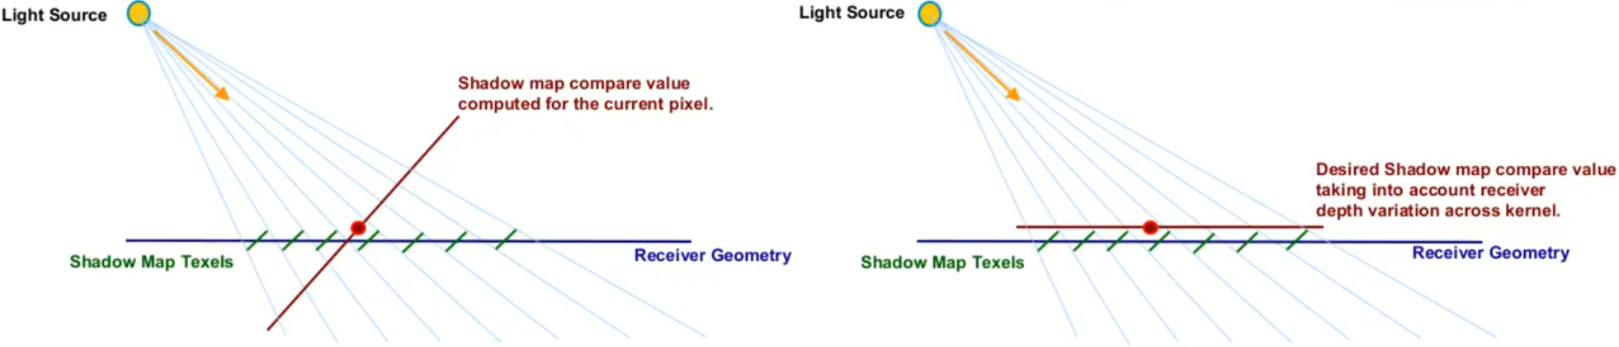 Light Source
Shadow map compare value
computed for the current pixel.
Shadow Map Texels
Receiver Geometry
Light Source
Desired Shadow map compare value
taking into account receiver
depth variation across kernel.
Shadow Map Texels
Receiver Geometry